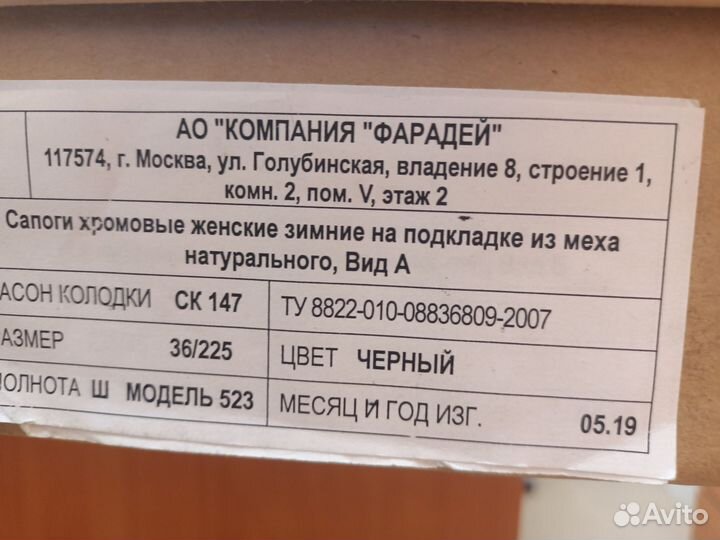 АО "КОМПАНИЯ "ФАРАДЕЙ"
117574, г. Москва, ул. Голубинская, владение 8, строение 1,
комн. 2, пом. V, этаж 2
Сапоги хромовые женские зимние на подкладке из меха
натурального, Вид А
АСОН КОЛОДКИ СК 147 ТУ 8822-010-08836809-2007
АЗМЕР 36/225 ЦВЕТ ЧЕРНЫЙ
ОЛНОТА Ш МОДЕЛЬ 523 МЕСЯЦ И ГОД ИЗГ. 05.19
Avito